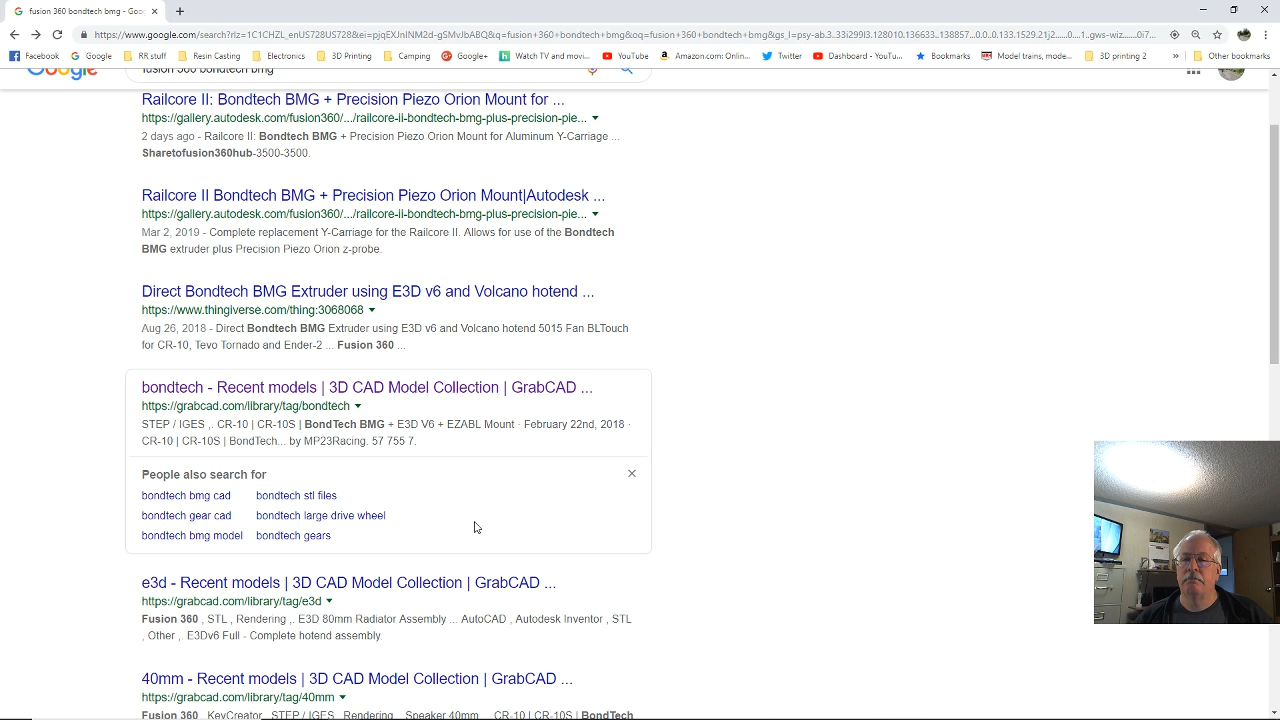 fusion 360 bondtech bmg - Goo
https://www.google.com/search?rlz=1C1CHZL_enUS728US728&ei=pjqEXJnINM2d-gSMvJbABQ&q=fusion+360+bondtech+bmg&oq=fusion+360+bondtech+bmg&gs_l=psy-ab.3.33i299l3.128010.136633..138857...0.0..0.133.1529.21j2......0....1..gws-wiz.......0i7...
Facebook Google RR stuff Resin Casting Electronics 3D Printing Camping Google+ Watch TV and movi... YouTube Amazon.com: Onlin... Twitter Dashboard - YouTu... Bookmarks Model trains, mode... 3D printing 2 » Other bookmarks
Google fusion 360 bondtech bmg
Railcore II: Bondtech BMG + Precision Piezo Orion Mount for ...
https://gallery.autodesk.com/fusion360/.../railcore-ii-bondtech-bmg-plus-precision-pie...
2 days ago - Railcore II: Bondtech BMG + Precision Piezo Orion Mount for Aluminum Y-Carriage ...
Sharetofusion360hub-3500-3500.
Railcore II Bondtech BMG + Precision Piezo Orion Mount|Autodesk ...
https://gallery.autodesk.com/fusion360/.../railcore-ii-bondtech-bmg-plus-precision-pie...
Mar 2, 2019 - Complete replacement Y-Carriage for the Railcore II. Allows for use of the Bondtech
BMG extruder plus Precision Piezo Orion z-probe.
Direct Bondtech BMG Extruder using E3D v6 and Volcano hotend ...
https://www.thingiverse.com/thing:3068068
Aug 26, 2018 - Direct Bondtech BMG Extruder using E3D v6 and Volcano hotend 5015 Fan BLTouch
for CR-10, Tevo Tornado and Ender-2 ... Fusion 360 ...
bondtech - Recent models | 3D CAD Model Collection | GrabCAD ...
https://grabcad.com/library/tag/bondtech
STEP / IGES ,. CR-10 | CR-10S | BondTech BMG + E3D V6 + EZABL Mount · February 22nd, 2018 ·
CR-10 | CR-10S | BondTech... by MP23Racing. 57 755 7.
People also search for
bondtech bmg cad bondtech stl files
bondtech gear cad bondtech large drive wheel
bondtech bmg model bondtech gears
e3d - Recent models | 3D CAD Model Collection | GrabCAD ...
https://grabcad.com/library/tag/e3d
Fusion 360 , STL , Rendering ,. E3D 80mm Radiator Assembly ... AutoCAD , Autodesk Inventor , STL
, Other ,. E3Dv6 Full - Complete hotend assembly.
40mm - Recent models | 3D CAD Model Collection | GrabCAD ...
https://grabcad.com/library/tag/40mm
Fusion 360 , KeyCreator , STEP / IGES , Rendering ,. Speaker 40mm ... CR-10 | CR-10S | BondTech